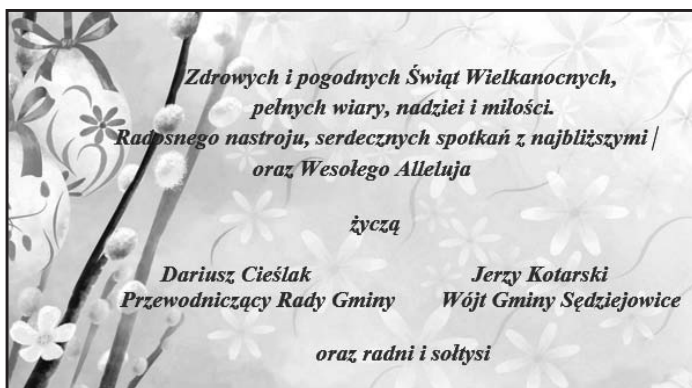 Zdrowych i pogodnych Świąt Wielkanocnych,
pełnych wiary, nadziei i miłości.
Radosnego nastroju, serdecznych spotkań z najbliższymi |
oraz Wesołego Alleluja
życzą
Dariusz Cieślak Jerzy Kotarski
Przewodniczący Rady Gminy Wójt Gminy Sędziejowice
oraz radni i sołtysi